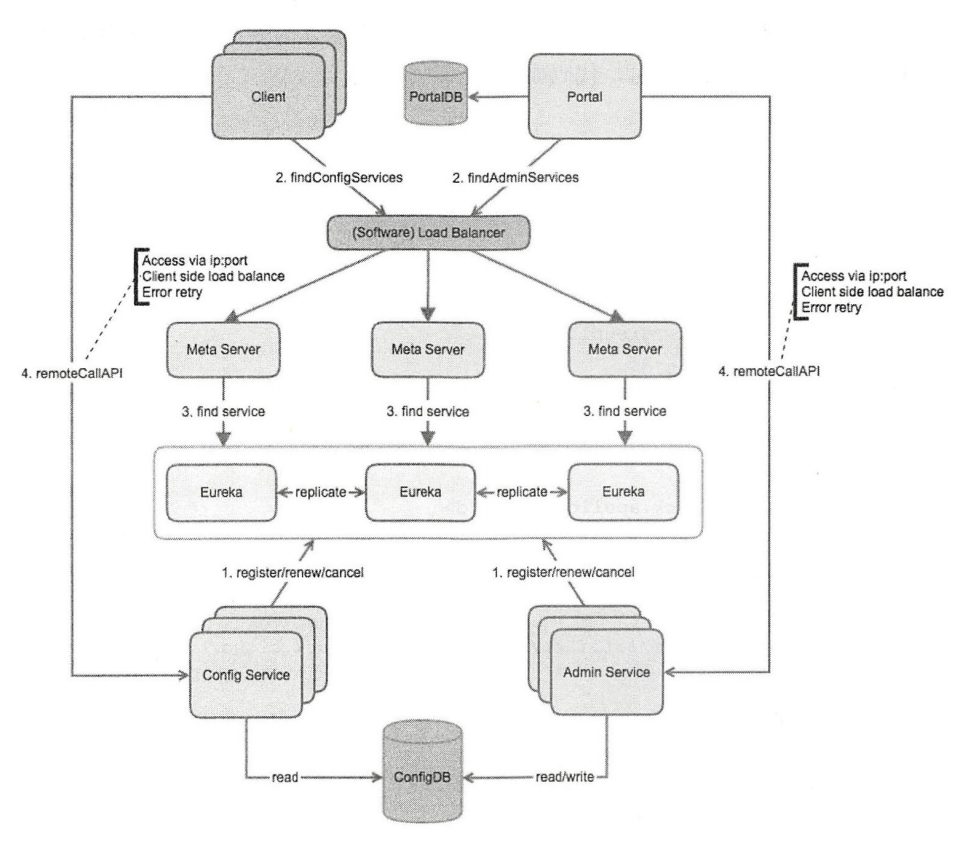 Client
PortalDB
Portal
2. findConfigServices
2. findAdminServices
(Software) Load Balancer
Access via ip:port
Client side load balance
Error retry
Access via ip:port
Client side load balance
Error retry
Meta Server
Meta Server
Meta Server
4. remoteCallAPI
4. remoteCallAPI
3. find service
3. find service
3. find service
Eureka
replicate
Eureka
replicate
Eureka
1. register/renew/cancel
1. register/renew/cancel
Config Service
Admin Service
read
ConfigDB
read/write